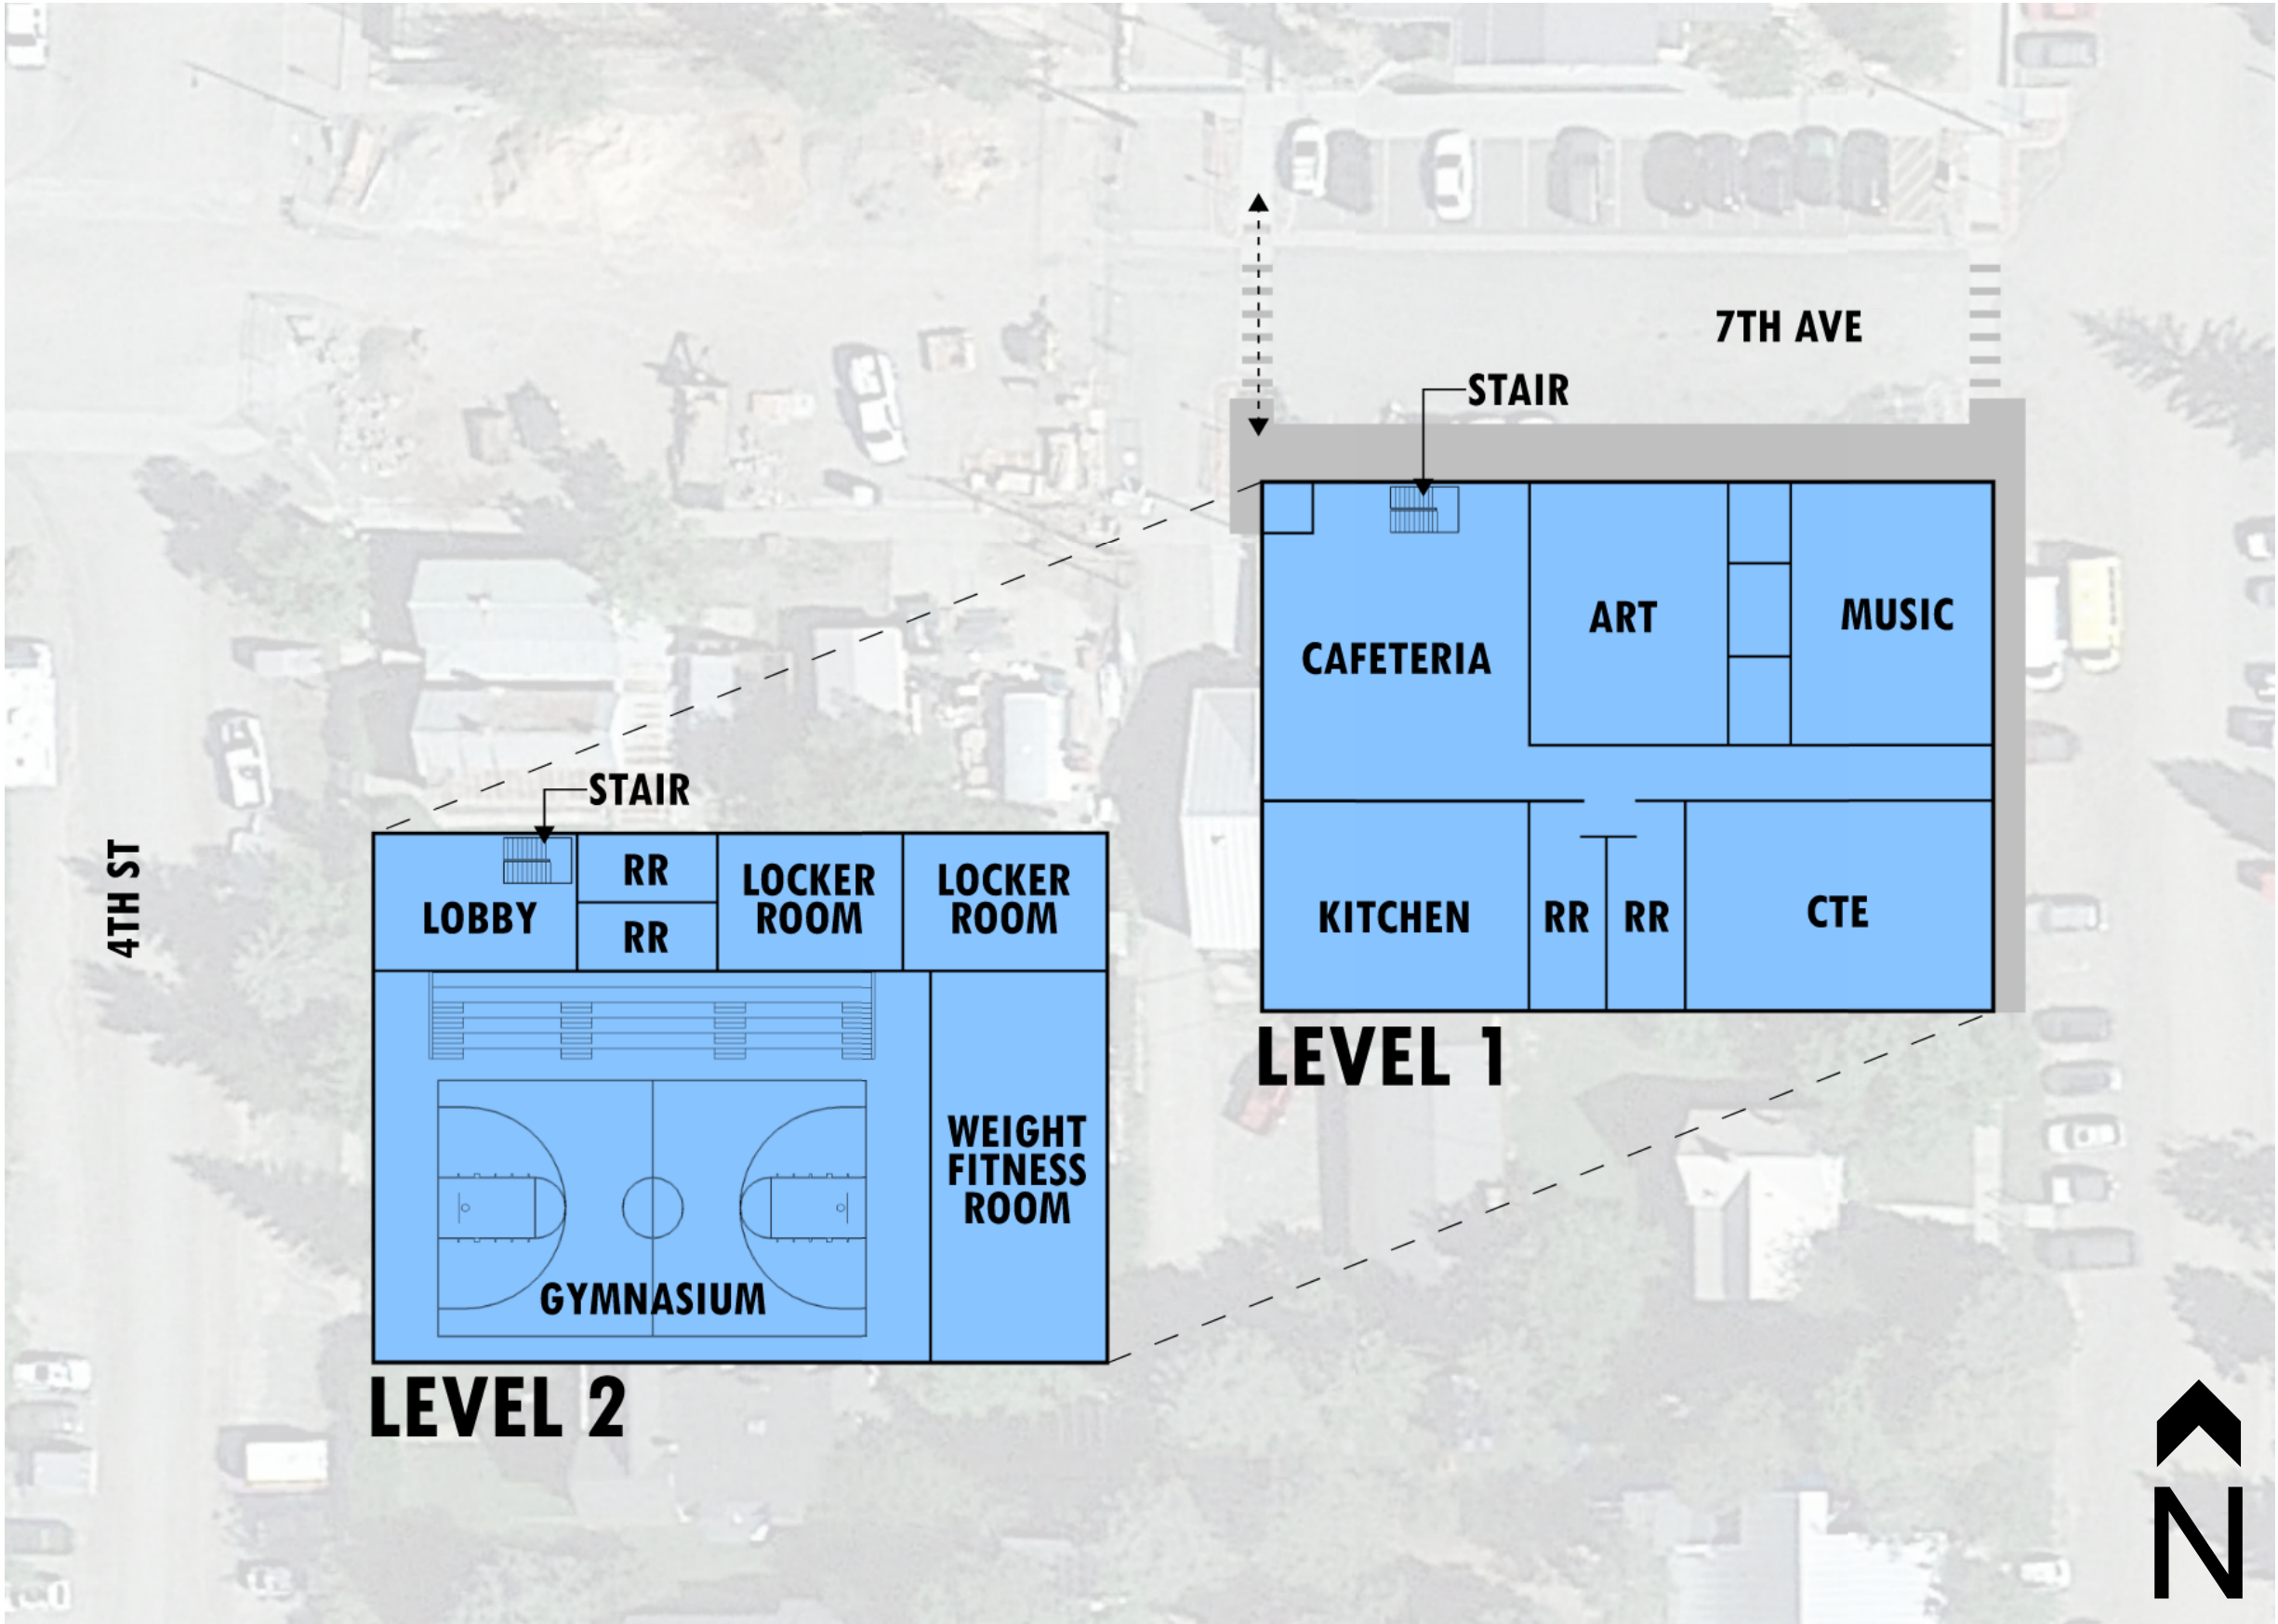 7TH AVE
STAIR
ART
MUSIC
CAFETERIA
KITCHEN
RR
RR
CTE
LEVEL 1
STAIR
4TH ST
LOBBY
RR
RR
LOCKER
ROOM
LOCKER
ROOM
WEIGHT
FITNESS
ROOM
GYMNASIUM
LEVEL 2
N